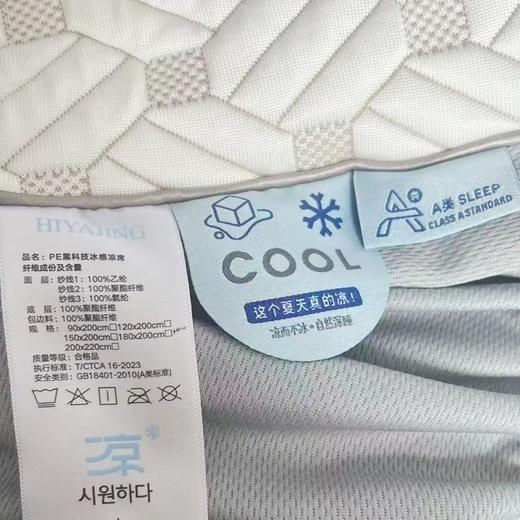 HIYAJING
品名：PE黑科技冰感凉席
纤维成份及含量
面 层：纱线1：100%乙纶
纱线2：100%聚酯纤维
纱线3：100%氨纶
底 层：100%聚酯纤维
包边料：100%聚酯纤维
规 格：90x200cm□120x200cm□
150x200cm□180x200cm□
200x220cm□
质量等级：合格品
执行标准：T/CTCA 16-2023
安全类别：GB18401-2010(A类标准)
凉
시원하다
COOL
这个夏天真的凉！
凉而不冰·自然深睡
A类 SLEEP
CLASS A STANDARD